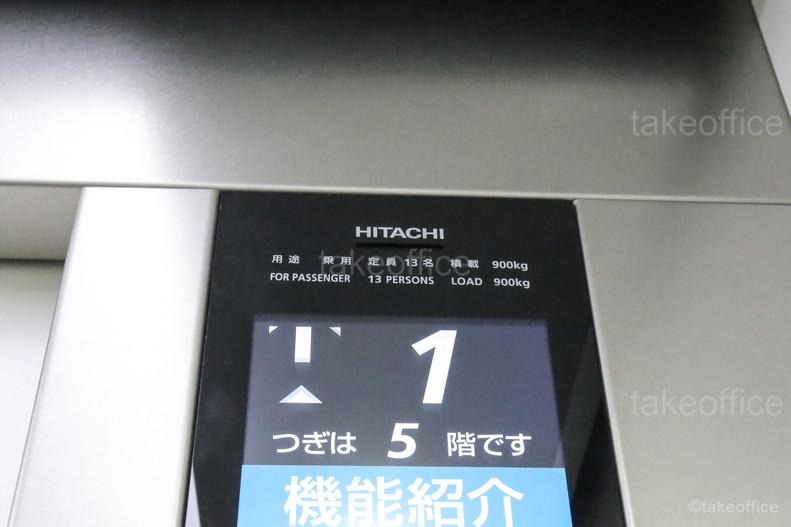 takeoffice
HITACHI
用途 乗用 定員 13 名 積載 900kg
takeoffice
FOR PASSENGER 13 PERSONS LOAD 900kg
1
takeoffice
つぎは 5 階です
機能紹介
©takeoffice